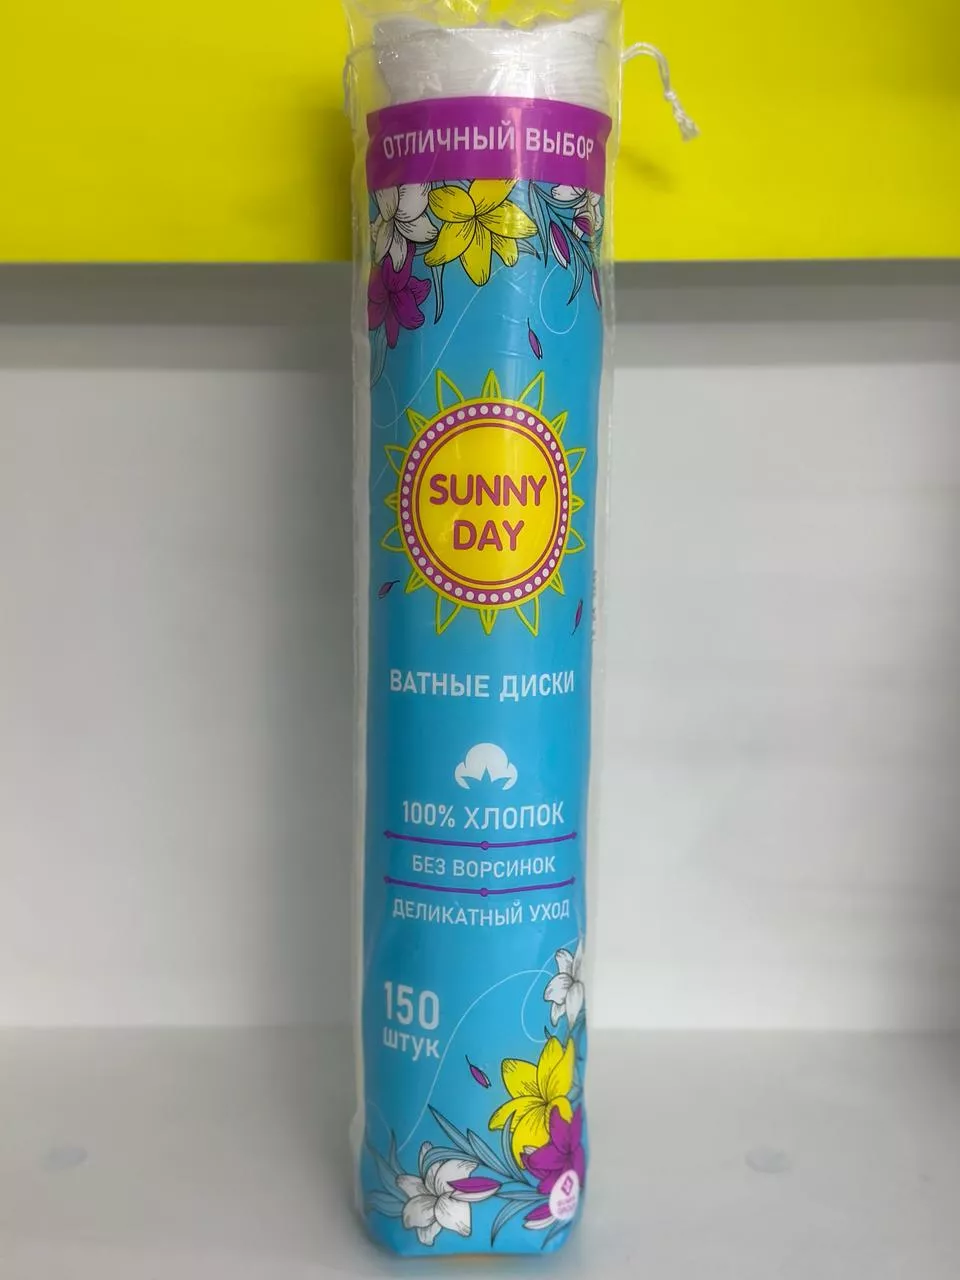 ОТЛИЧНЫЙ ВЫБОР
SUNNY
DAY
ВАТНЫЕ ДИСКИ
100% ХЛОПОК
БЕЗ ВОРСИНОК
ДЕЛИКАТНЫЙ УХОД
150
штук